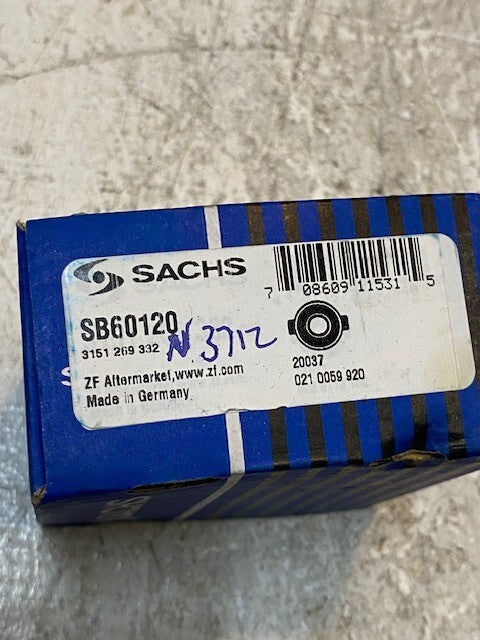 SACHS
7 08609 11531 5
SB60120
3151 269 332
N 3712
20037
021 0059 920
ZF Aftermarket,www.zf.com
Made in Germany